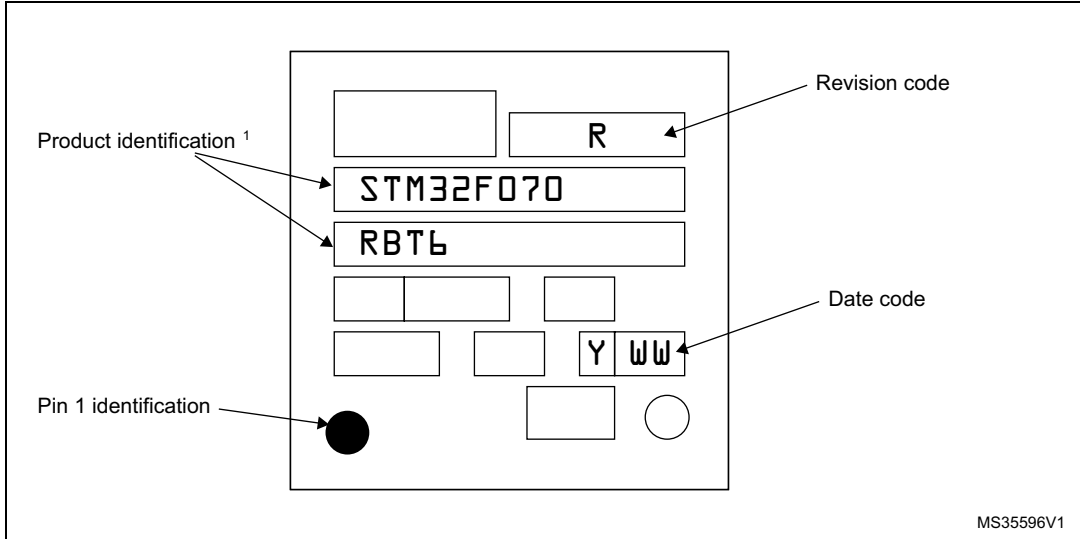 Revision code
R
Product identification 1
STM32F070
RBT6
Date code
Y WW
Pin 1 identification
MS35596V1